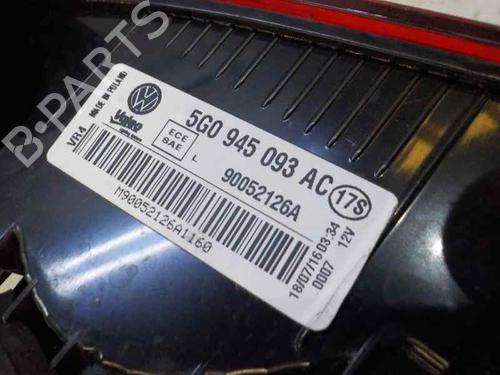 B-PARTS
MADE IN POLAND
VR4
Valeo
ECE
SAE
L
5G0 945 093 AC
17S
90052126A
M90052126A1160
18/07/16 03:34
0007 12V